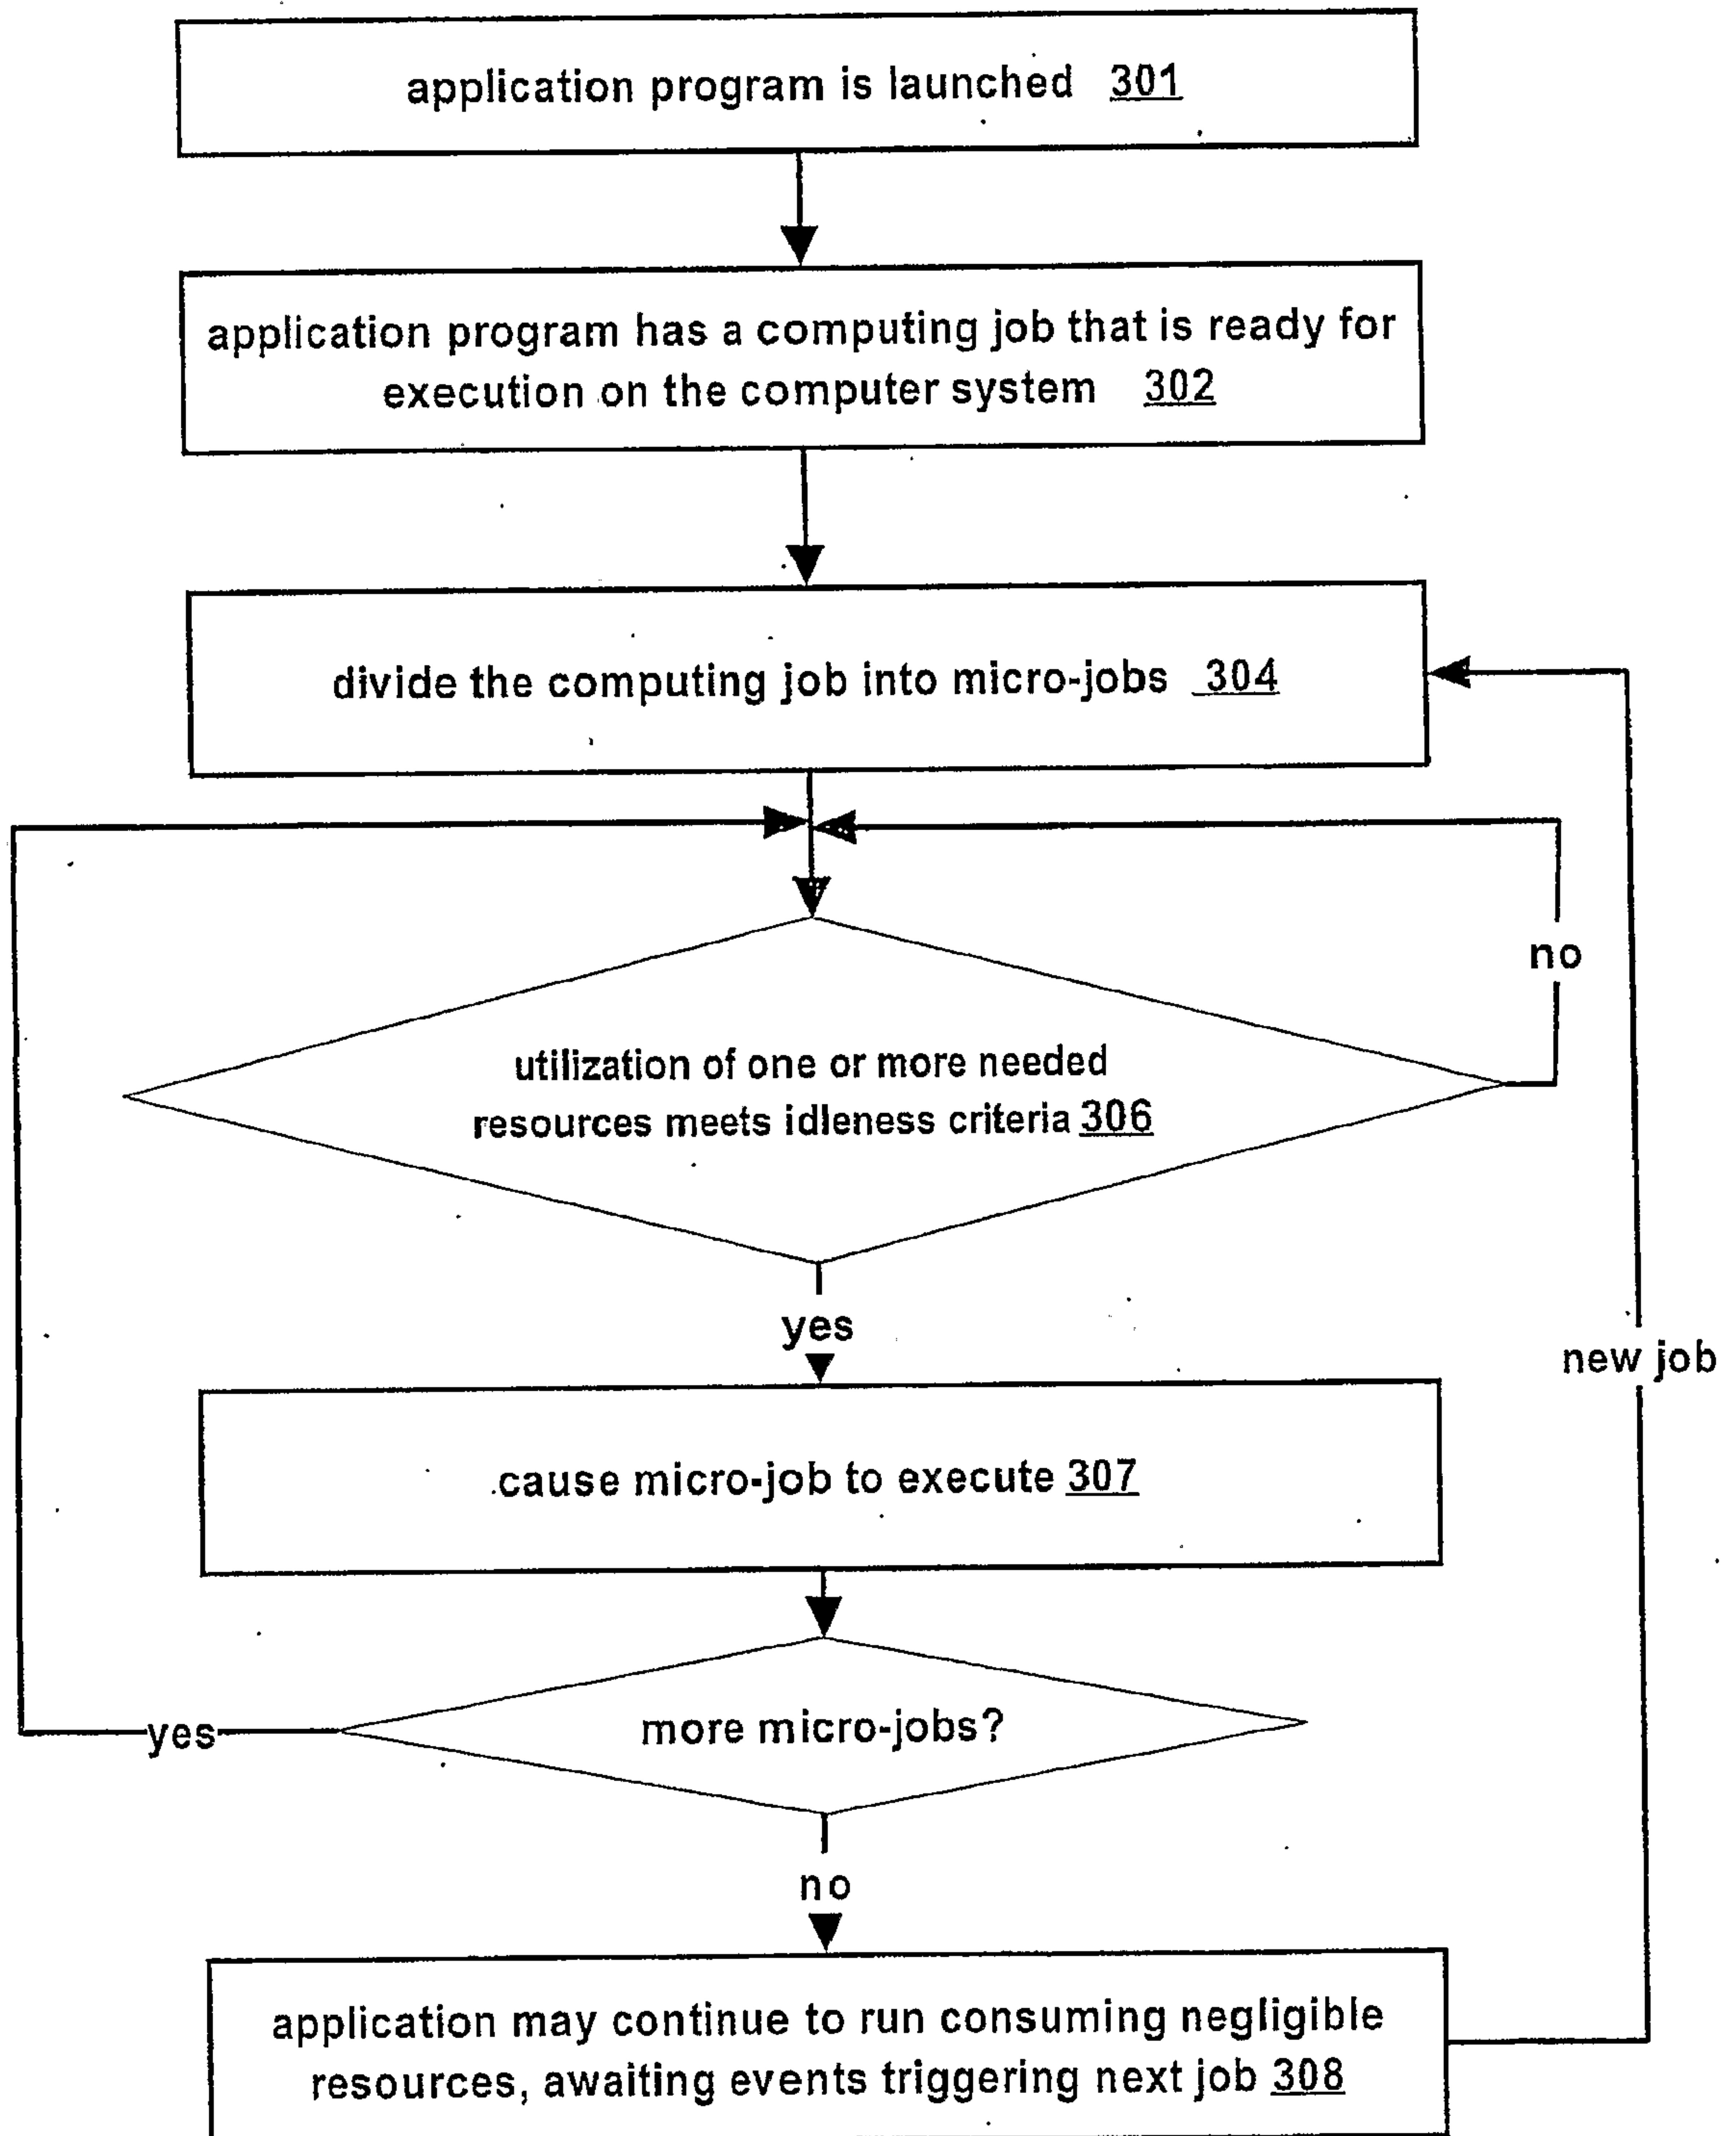 application program is launched 301
application program has a computing job that is ready for
execution on the computer system 302
divide the computing job into micro-jobs 304
no
utilization of one or more needed
resources meets idleness criteria 306
yes
new job
cause micro-job to execute 307
more micro-jobs?
yes
no
application may continue to run consuming negligible
resources, awaiting events triggering next job 308